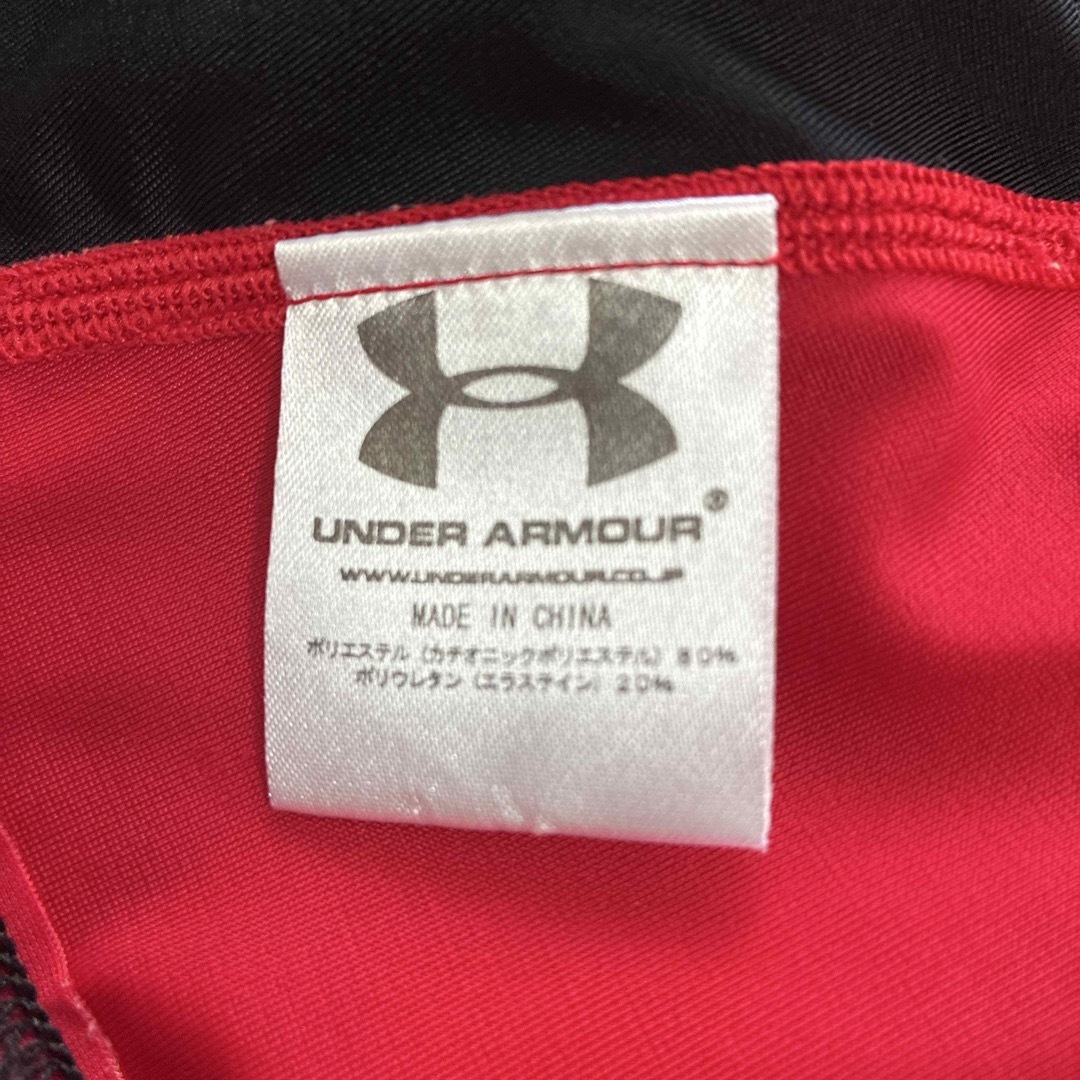 UNDER ARMOUR®
WWW.UNDERARMOUR.CO.JP
MADE IN CHINA
ポリエステル（カチオニックポリエステル）80%
ポリウレタン（エラステイン）20%